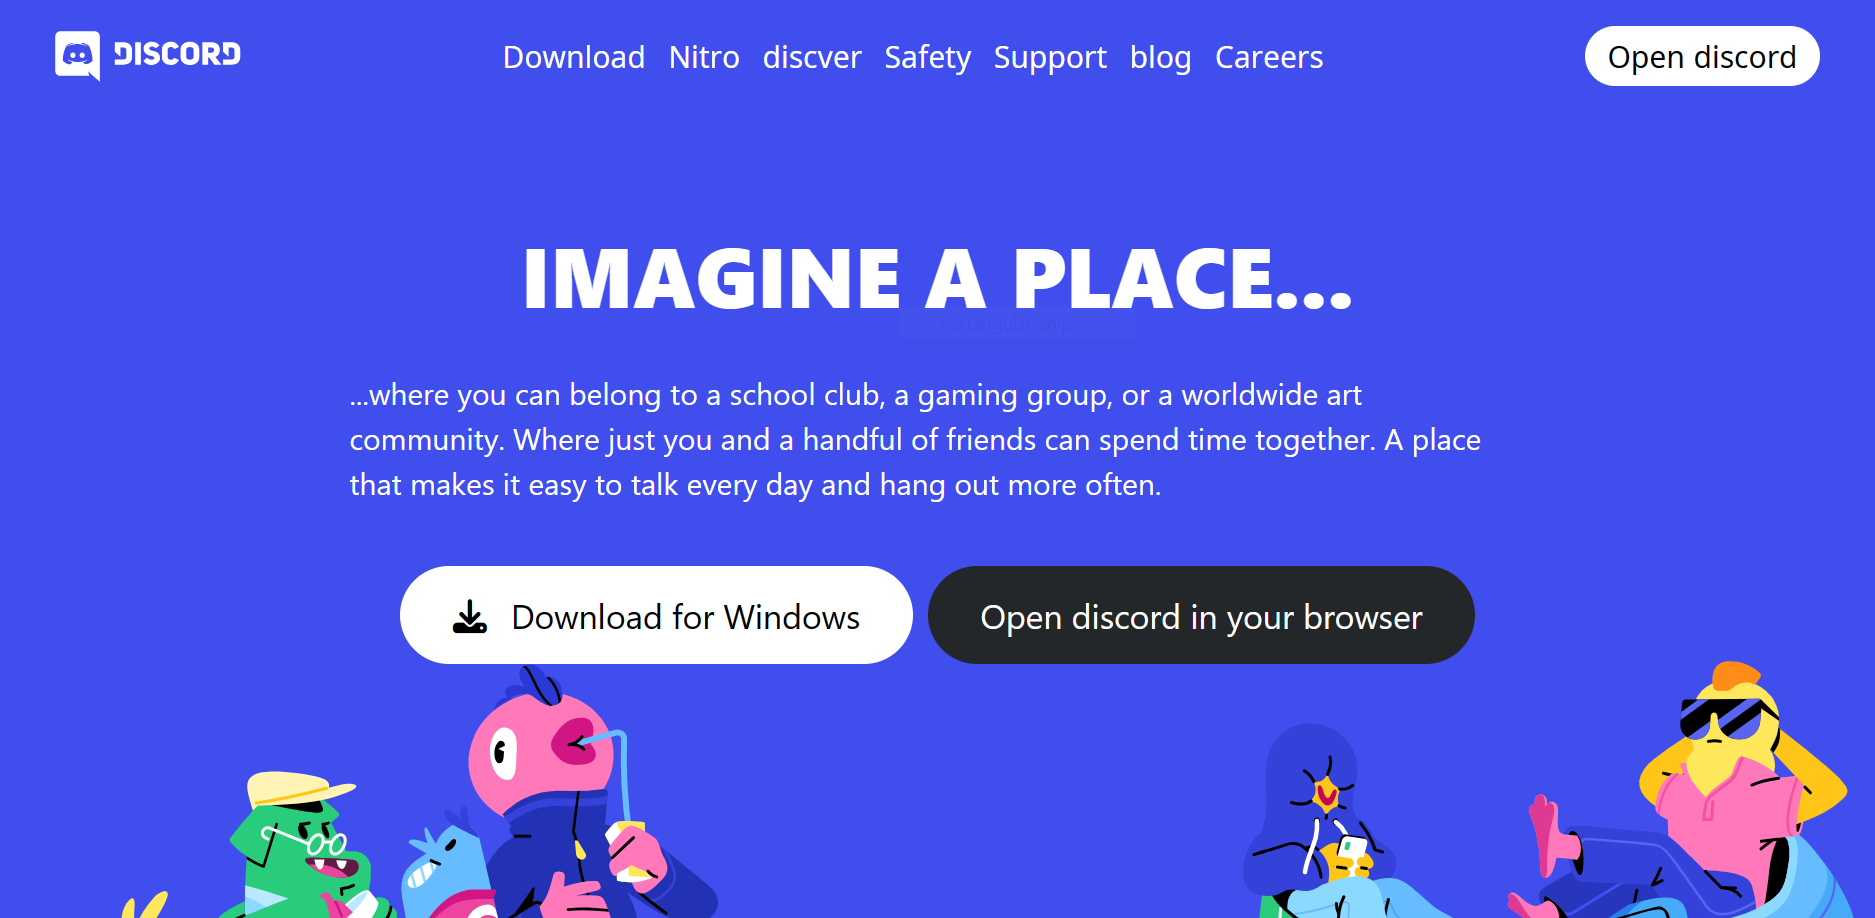 DISCORD
Download Nitro discver Safety Support blog Careers
Open discord
IMAGINE A PLACE...
Rectangular Snip
...where you can belong to a school club, a gaming group, or a worldwide art
community. Where just you and a handful of friends can spend time together. A place
that makes it easy to talk every day and hang out more often.
Download for Windows
Open discord in your browser